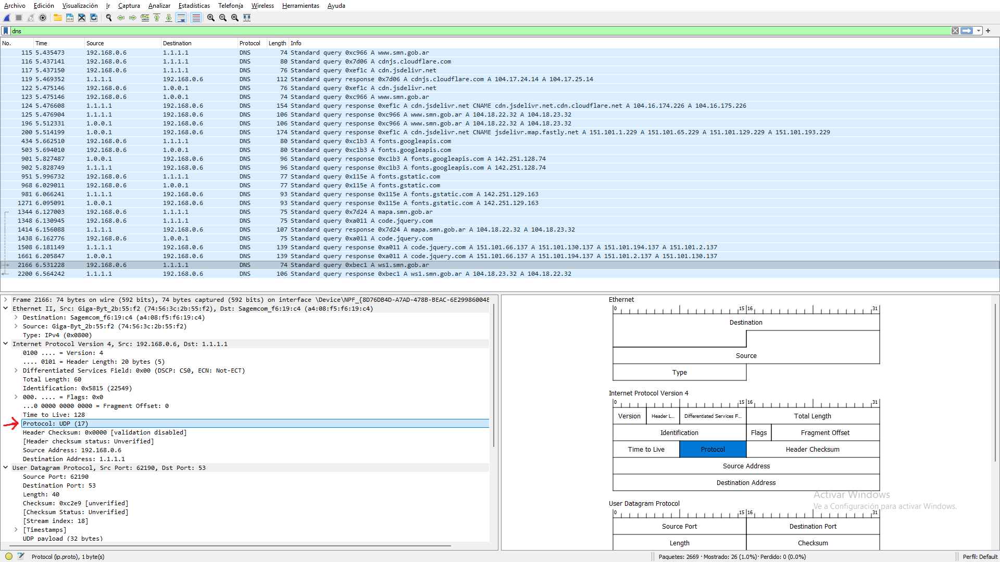 Archivo Edición Visualización Ir Captura Analizar Estadísticas Telefonía Wireless Herramientas Ayuda
dns
No. Time Source Destination Protocol Length Info
115 5.435473 192.168.0.6 1.1.1.1 DNS 74 Standard query 0xc966 A www.smn.gob.ar
116 5.437141 192.168.0.6 1.1.1.1 DNS 80 Standard query 0x7d06 A cdnjs.cloudflare.com
117 5.437150 192.168.0.6 1.1.1.1 DNS 76 Standard query 0xef1c A cdn.jsdelivr.net
119 5.469352 1.1.1.1 192.168.0.6 DNS 112 Standard query response 0x7d06 A cdnjs.cloudflare.com A 104.17.24.14 A 104.17.25.14
122 5.475146 192.168.0.6 1.0.0.1 DNS 76 Standard query 0xef1c A cdn.jsdelivr.net
123 5.475146 192.168.0.6 1.0.0.1 DNS 74 Standard query 0xc966 A www.smn.gob.ar
124 5.476608 1.1.1.1 192.168.0.6 DNS 154 Standard query response 0xef1c A cdn.jsdelivr.net CNAME cdn.jsdelivr.net.cdn.cloudflare.net A 104.16.174.226 A 104.16.175.226
125 5.476904 1.1.1.1 192.168.0.6 DNS 106 Standard query response 0xc966 A www.smn.gob.ar A 104.18.22.32 A 104.18.23.32
196 5.512331 1.0.0.1 192.168.0.6 DNS 106 Standard query response 0xc966 A www.smn.gob.ar A 104.18.22.32 A 104.18.23.32
200 5.514199 1.0.0.1 192.168.0.6 DNS 174 Standard query response 0xef1c A cdn.jsdelivr.net CNAME jsdelivr.map.fastly.net A 151.101.1.229 A 151.101.65.229 A 151.101.129.229 A 151.101.193.229
434 5.662510 192.168.0.6 1.1.1.1 DNS 80 Standard query 0xc1b3 A fonts.googleapis.com
503 5.694010 192.168.0.6 1.0.0.1 DNS 80 Standard query 0xc1b3 A fonts.googleapis.com
901 5.827487 1.0.0.1 192.168.0.6 DNS 96 Standard query response 0xc1b3 A fonts.googleapis.com A 142.251.128.74
902 5.828749 1.1.1.1 192.168.0.6 DNS 96 Standard query response 0xc1b3 A fonts.googleapis.com A 142.251.128.74
951 5.996732 192.168.0.6 1.1.1.1 DNS 77 Standard query 0x115e A fonts.gstatic.com
968 6.029011 192.168.0.6 1.0.0.1 DNS 77 Standard query 0x115e A fonts.gstatic.com
981 6.066241 1.1.1.1 192.168.0.6 DNS 93 Standard query response 0x115e A fonts.gstatic.com A 142.251.129.163
1271 6.095091 1.0.0.1 192.168.0.6 DNS 93 Standard query response 0x115e A fonts.gstatic.com A 142.251.129.163
1344 6.127003 192.168.0.6 1.1.1.1 DNS 75 Standard query 0x7d24 A mapa.smn.gob.ar
1348 6.130945 192.168.0.6 1.1.1.1 DNS 75 Standard query 0xa011 A code.jquery.com
1414 6.156088 1.1.1.1 192.168.0.6 DNS 107 Standard query response 0x7d24 A mapa.smn.gob.ar A 104.18.22.32 A 104.18.23.32
1438 6.162776 192.168.0.6 1.0.0.1 DNS 75 Standard query 0xa011 A code.jquery.com
1508 6.181149 1.1.1.1 192.168.0.6 DNS 139 Standard query response 0xa011 A code.jquery.com A 151.101.66.137 A 151.101.130.137 A 151.101.194.137 A 151.101.2.137
1661 6.205847 1.0.0.1 192.168.0.6 DNS 139 Standard query response 0xa011 A code.jquery.com A 151.101.66.137 A 151.101.194.137 A 151.101.2.137 A 151.101.130.137
2166 6.531228 192.168.0.6 1.1.1.1 DNS 74 Standard query 0xbec1 A ws1.smn.gob.ar
2200 6.564242 1.1.1.1 192.168.0.6 DNS 106 Standard query response 0xbec1 A ws1.smn.gob.ar A 104.18.23.32 A 104.18.22.32
Frame 2166: 74 bytes on wire (592 bits), 74 bytes captured (592 bits) on interface \Device\NPF_{8D76DB4D-A7AD-478B-BEAC-6E29986004E
Ethernet II, Src: Giga-Byt_2b:55:f2 (74:56:3c:2b:55:f2), Dst: Sagemcom_f6:19:c4 (a4:08:f5:f6:19:c4)
Destination: Sagemcom_f6:19:c4 (a4:08:f5:f6:19:c4)
Source: Giga-Byt_2b:55:f2 (74:56:3c:2b:55:f2)
Type: IPv4 (0x0800)
Internet Protocol Version 4, Src: 192.168.0.6, Dst: 1.1.1.1
0100 .... = Version: 4
.... 0101 = Header Length: 20 bytes (5)
Differentiated Services Field: 0x00 (DSCP: CS0, ECN: Not-ECT)
Total Length: 60
Identification: 0x5815 (22549)
000. .... = Flags: 0x0
...0 0000 0000 0000 = Fragment Offset: 0
Time to Live: 128
Protocol: UDP (17)
Header Checksum: 0x0000 [validation disabled]
[Header checksum status: Unverified]
Source Address: 192.168.0.6
Destination Address: 1.1.1.1
User Datagram Protocol, Src Port: 62190, Dst Port: 53
Source Port: 62190
Destination Port: 53
Length: 40
Checksum: 0xc2e9 [unverified]
[Checksum Status: Unverified]
[Stream index: 18]
[Timestamps]
UDP payload (32 bytes)
Ethernet
0 15 16 31
Destination
Source
Type
Internet Protocol Version 4
0 15 16 31
Version Header L... Differentiated Services F... Total Length
Identification Flags Fragment Offset
Time to Live Protocol Header Checksum
Source Address
Destination Address
User Datagram Protocol
0 15 16 31
Source Port Destination Port
Length Checksum
Activar Windows
Ve a Configuración para activar Windows.
Protocol (ip.proto), 1 byte(s) Paquetes: 2669 · Mostrado: 26 (1.0%) · Perdido: 0 (0.0%) Perfil: Default